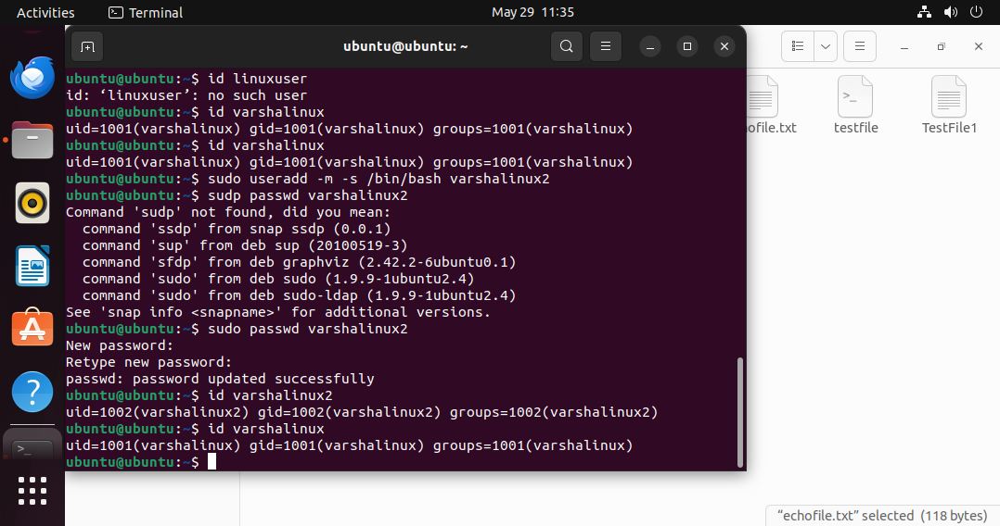 Activities
Terminal
May 29 11:35
ubuntu@ubuntu: ~
ubuntu@ubuntu:~$ id linuxuser
id: ‘linuxuser’: no such user
ubuntu@ubuntu:~$ id varshalinux
uid=1001(varshalinux) gid=1001(varshalinux) groups=1001(varshalinux)
ubuntu@ubuntu:~$ id varshalinux
uid=1001(varshalinux) gid=1001(varshalinux) groups=1001(varshalinux)
ubuntu@ubuntu:~$ sudo useradd -m -s /bin/bash varshalinux2
ubuntu@ubuntu:~$ sudp passwd varshalinux2
Command 'sudp' not found, did you mean:
  command 'ssdp' from snap ssdp (0.0.1)
  command 'sup' from deb sup (20100519-3)
  command 'sfdp' from deb graphviz (2.42.2-6ubuntu0.1)
  command 'sudo' from deb sudo (1.9.9-1ubuntu2.4)
  command 'sudo' from deb sudo-ldap (1.9.9-1ubuntu2.4)
See 'snap info <snapname>' for additional versions.
ubuntu@ubuntu:~$ sudo passwd varshalinux2
New password:
Retype new password:
passwd: password updated successfully
ubuntu@ubuntu:~$ id varshalinux2
uid=1002(varshalinux2) gid=1002(varshalinux2) groups=1002(varshalinux2)
ubuntu@ubuntu:~$ id varshalinux
uid=1001(varshalinux) gid=1001(varshalinux) groups=1001(varshalinux)
ubuntu@ubuntu:~$
ofile.txt
testfile
TestFile1
“echofile.txt” selected (118 bytes)